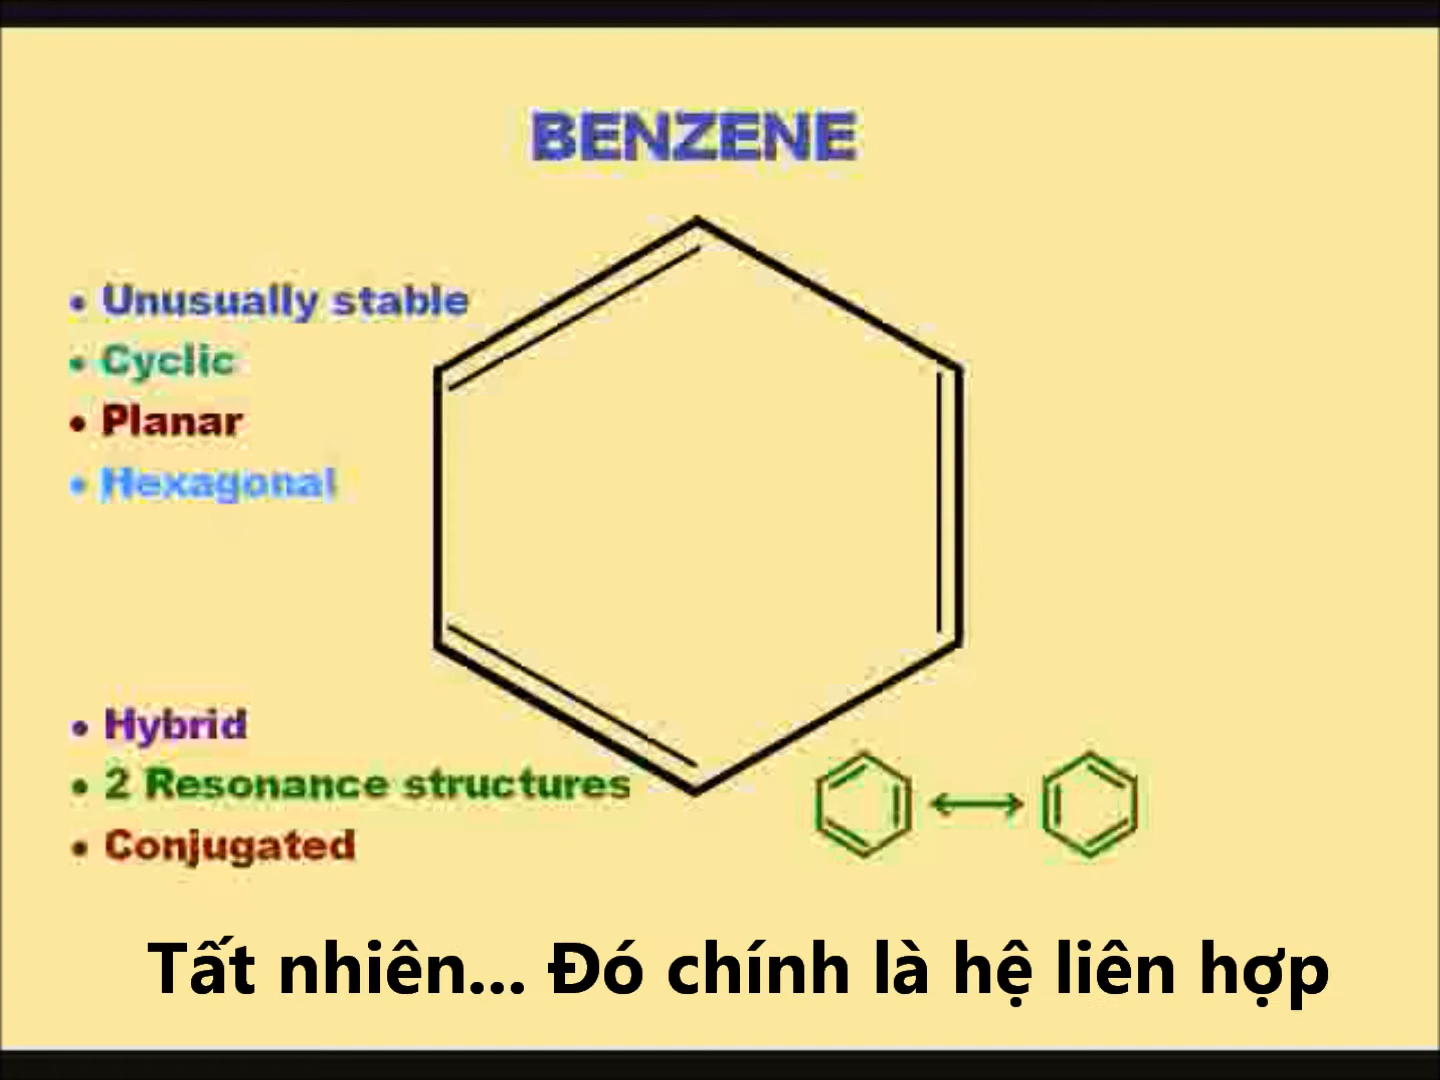 BENZENE
• Unusually stable
• Cyclic
• Planar
• Hexagonal
• Hybrid
• 2 Resonance structures
• Conjugated
Tất nhiên... Đó chính là hệ liên hợp